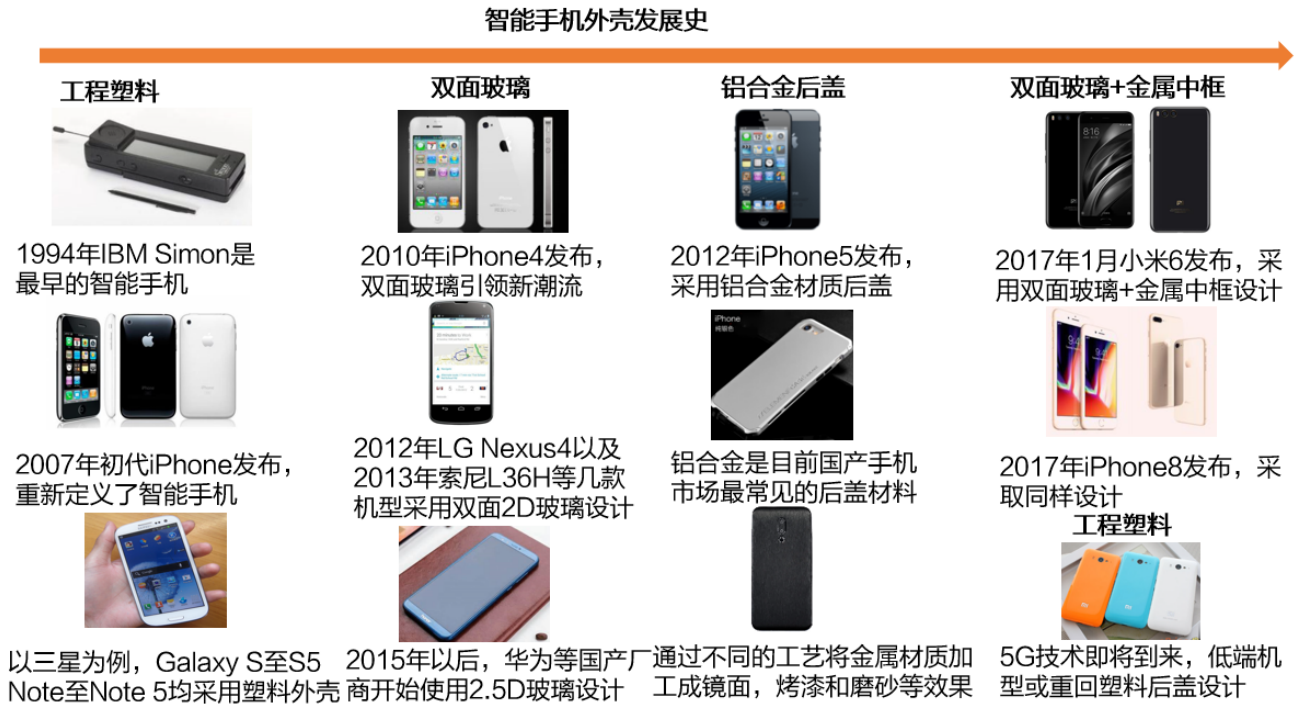 智能手机外壳发展史
工程塑料
1994年IBM Simon是
最早的智能手机
2007年初代iPhone发布，
重新定义了智能手机
以三星为例，Galaxy S至S5
Note至Note 5均采用塑料外壳
双面玻璃
2010年iPhone4发布，
双面玻璃引领新潮流
2012年LG Nexus4以及
2013年索尼L36H等几款
机型采用双面2D玻璃设计
2015年以后，华为等国产厂
商开始使用2.5D玻璃设计
铝合金后盖
2012年iPhone5发布，
采用铝合金材质后盖
iPhone
纯银色
铝合金是目前国产手机
市场最常见的后盖材料
通过不同的工艺将金属材质加
工成镜面，烤漆和磨砂等效果
双面玻璃+金属中框
8:16
2017年1月小米6发布，采
用双面玻璃+金属中框设计
9:4
2017年iPhone8发布，采
取同样设计
工程塑料
5G技术即将到来，低端机
型或重回塑料后盖设计